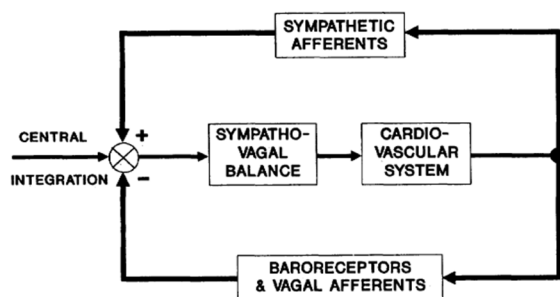 SYMPATHETIC
AFFERENTS
CENTRAL
INTEGRATION
+
−
SYMPATHO-
VAGAL
BALANCE
CARDIO-
VASCULAR
SYSTEM
BARORECEPTORS
& VAGAL AFFERENTS